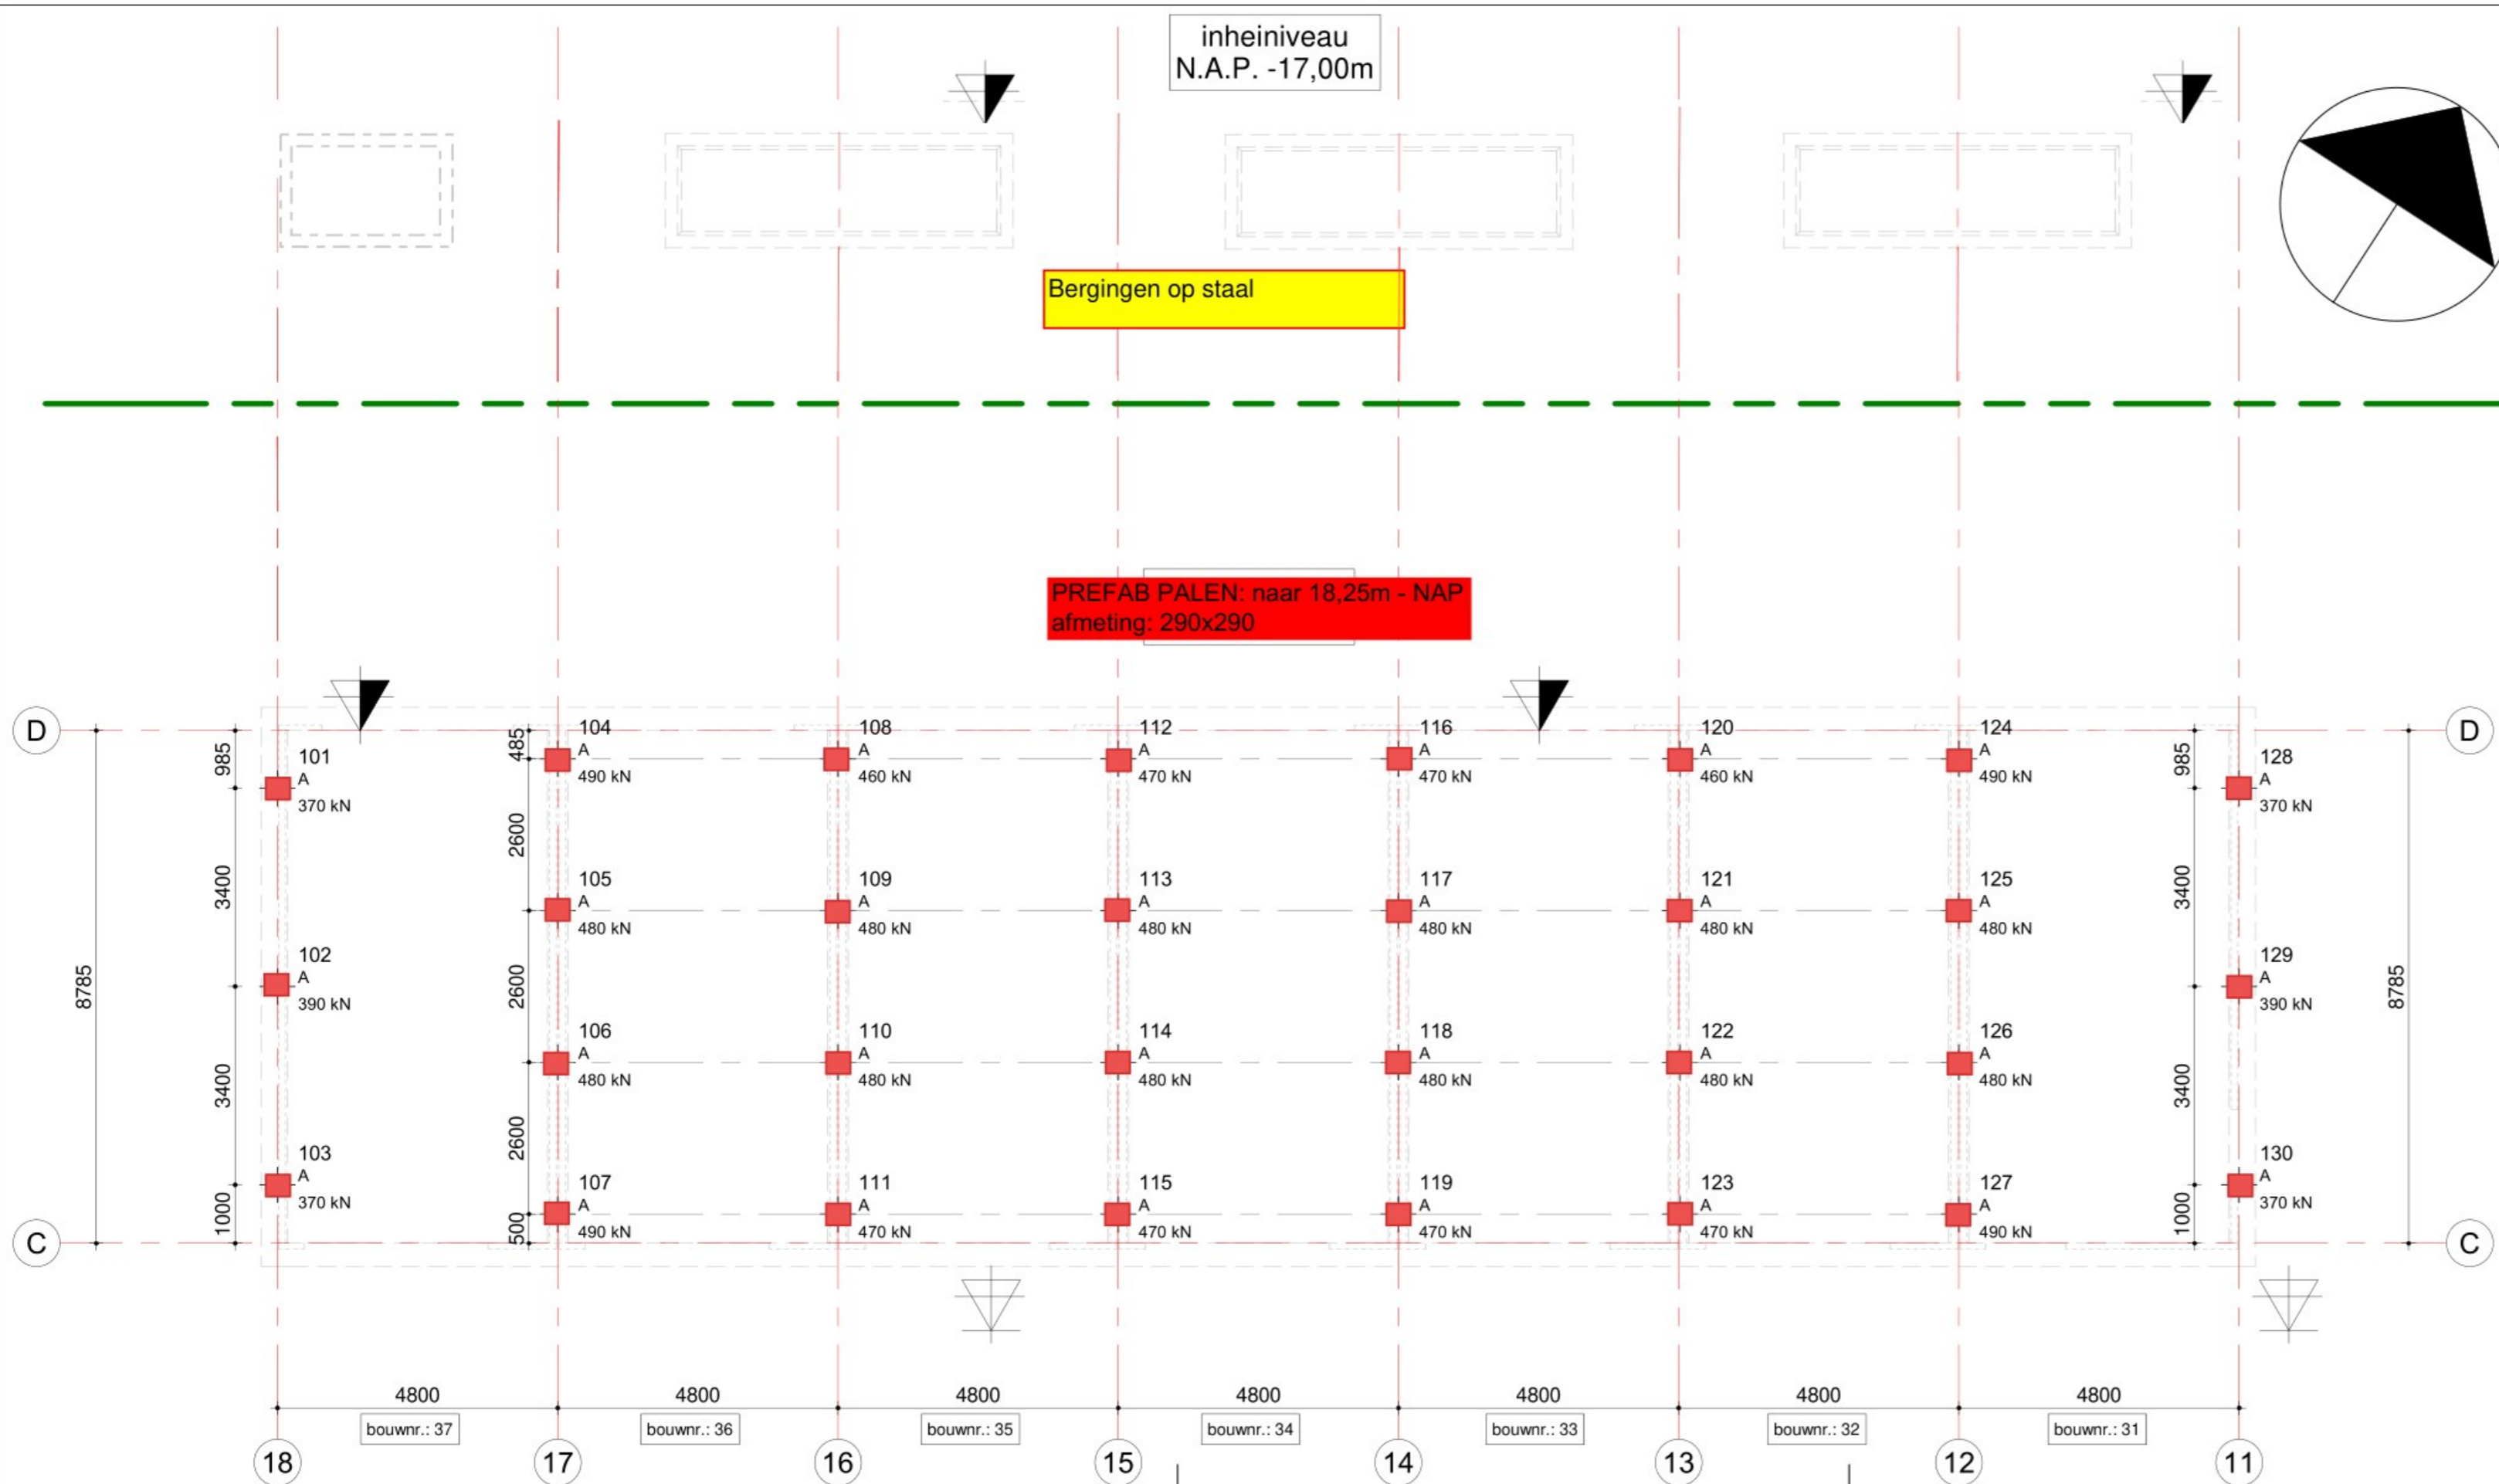 inheiniveau
N.A.P. -17,00m
Bergingen op staal
PREFAB PALEN: naar 18,25m - NAP
afmeting: 290x290
D
D
8785
985
3400
3400
1000
485
2600
2600
2600
500
985
3400
3400
1000
8785
101
A
370 kN
102
A
390 kN
103
A
370 kN
104
A
490 kN
105
A
480 kN
106
A
480 kN
107
A
490 kN
108
A
460 kN
109
A
480 kN
110
A
480 kN
111
A
470 kN
112
A
470 kN
113
A
480 kN
114
A
480 kN
115
A
470 kN
116
A
470 kN
117
A
480 kN
118
A
480 kN
119
A
470 kN
120
A
460 kN
121
A
480 kN
122
A
480 kN
123
A
470 kN
124
A
490 kN
125
A
480 kN
126
A
480 kN
127
A
490 kN
128
A
370 kN
129
A
390 kN
130
A
370 kN
C
C
4800
4800
4800
4800
4800
4800
4800
bouwnr.: 37
bouwnr.: 36
bouwnr.: 35
bouwnr.: 34
bouwnr.: 33
bouwnr.: 32
bouwnr.: 31
18
17
16
15
14
13
12
11